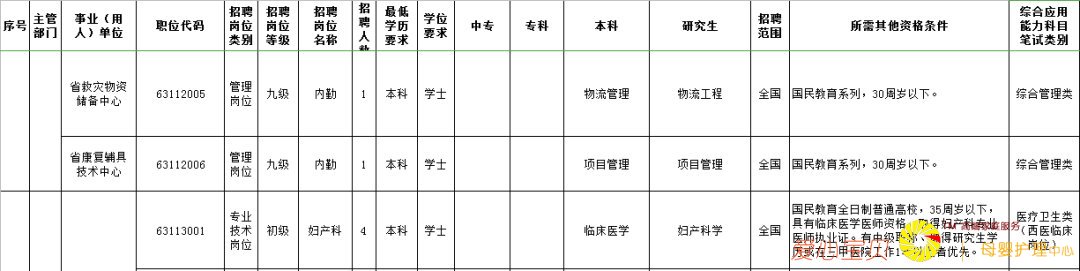 序号 主管部门 事业（用人）单位 职位代码 招聘岗位类别 招聘岗位等级 招聘岗位名称 招聘人数 最低学历要求 学位要求 中专 专科 本科 研究生 招聘范围 所需其他资格条件 综合应用能力科目笔试类别
省救灾物资储备中心 63112005 管理岗位 九级 内勤 1 本科 学士 物流管理 物流工程 全国 国民教育系列，30周岁以下。 综合管理类
省康复辅具技术中心 63112006 管理岗位 九级 内勤 1 本科 学士 项目管理 项目管理 全国 国民教育系列，30周岁以下。 综合管理类
63113001 专业技术岗位 初级 妇产科 4 本科 学士 临床医学 妇产科学 全国
国民教育全日制普通高校，35周岁以下，
具有临床医学医师资格，取得妇产科专业
医师执业证。有中级职称、取得研究生学
历或在三甲医院工作1年以上者优先。
医疗卫生类（西医临床岗位）
爱心宝贝
母婴护理中心